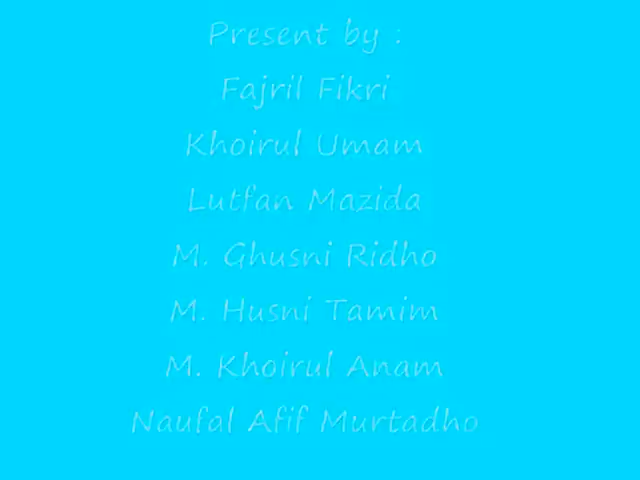 Present by :
Fajril Fikri
Khoirul Umam
Lutfan Mazida
M. Ghusni Ridho
M. Husni Tamim
M. Khoirul Anam
Naufal Afif Murtadho